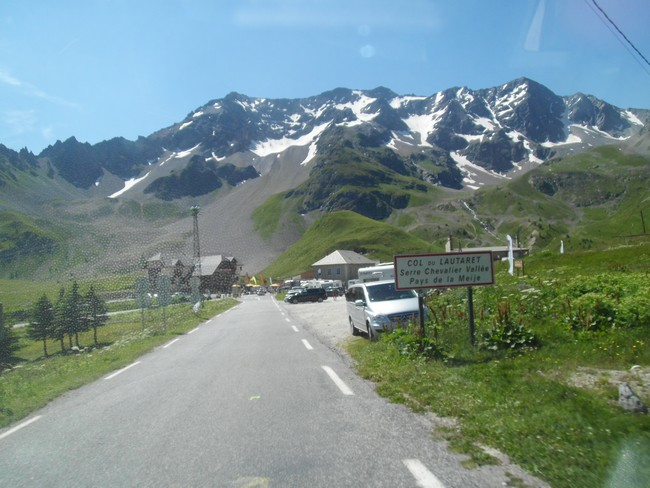 COL DU LAUTARET
Serre Chevalier Vallée
Pays de la Meije